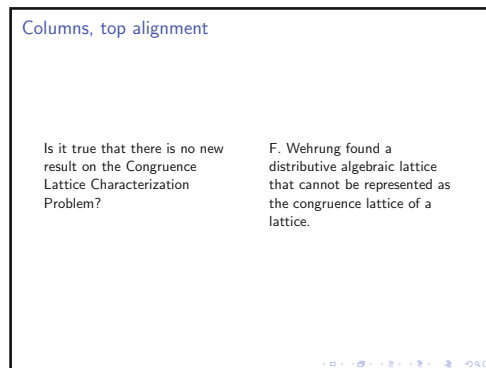 Columns, top alignment
Is it true that there is no new
result on the Congruence
Lattice Characterization
Problem?
F. Wehrung found a
distributive algebraic lattice
that cannot be represented as
the congruence lattice of a
lattice.